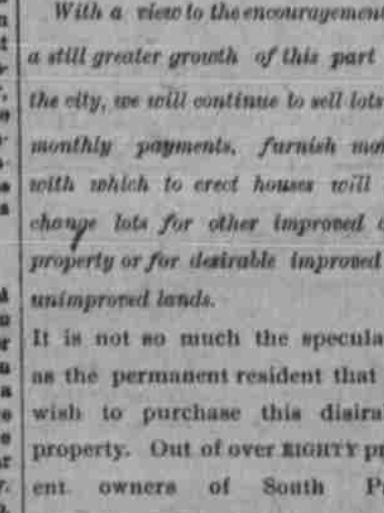 With a view to the encouragement
a still greater growth of this part
the city, we will continue to sell lots
monthly payments, furnish mo
with which to erect houses will
change lots for other improved c
property or for desirable improved
unimproved lands.
It is not so much the specula
as the permanent resident that
wish to purchase this disira
property. Out of over EIGHTY pr
ent owners of South Pa